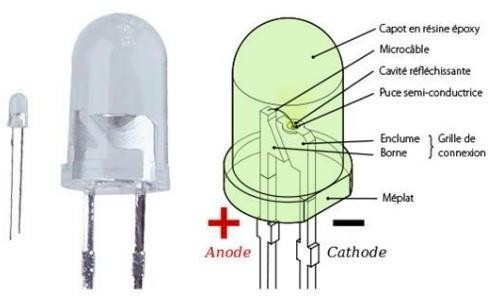 Capot en résine époxy
Microcâble
Cavité réfléchissante
Puce semi-conductrice
Enclume
Borne
Grille de
connexion
Méplat
+
−
Anode
Cathode